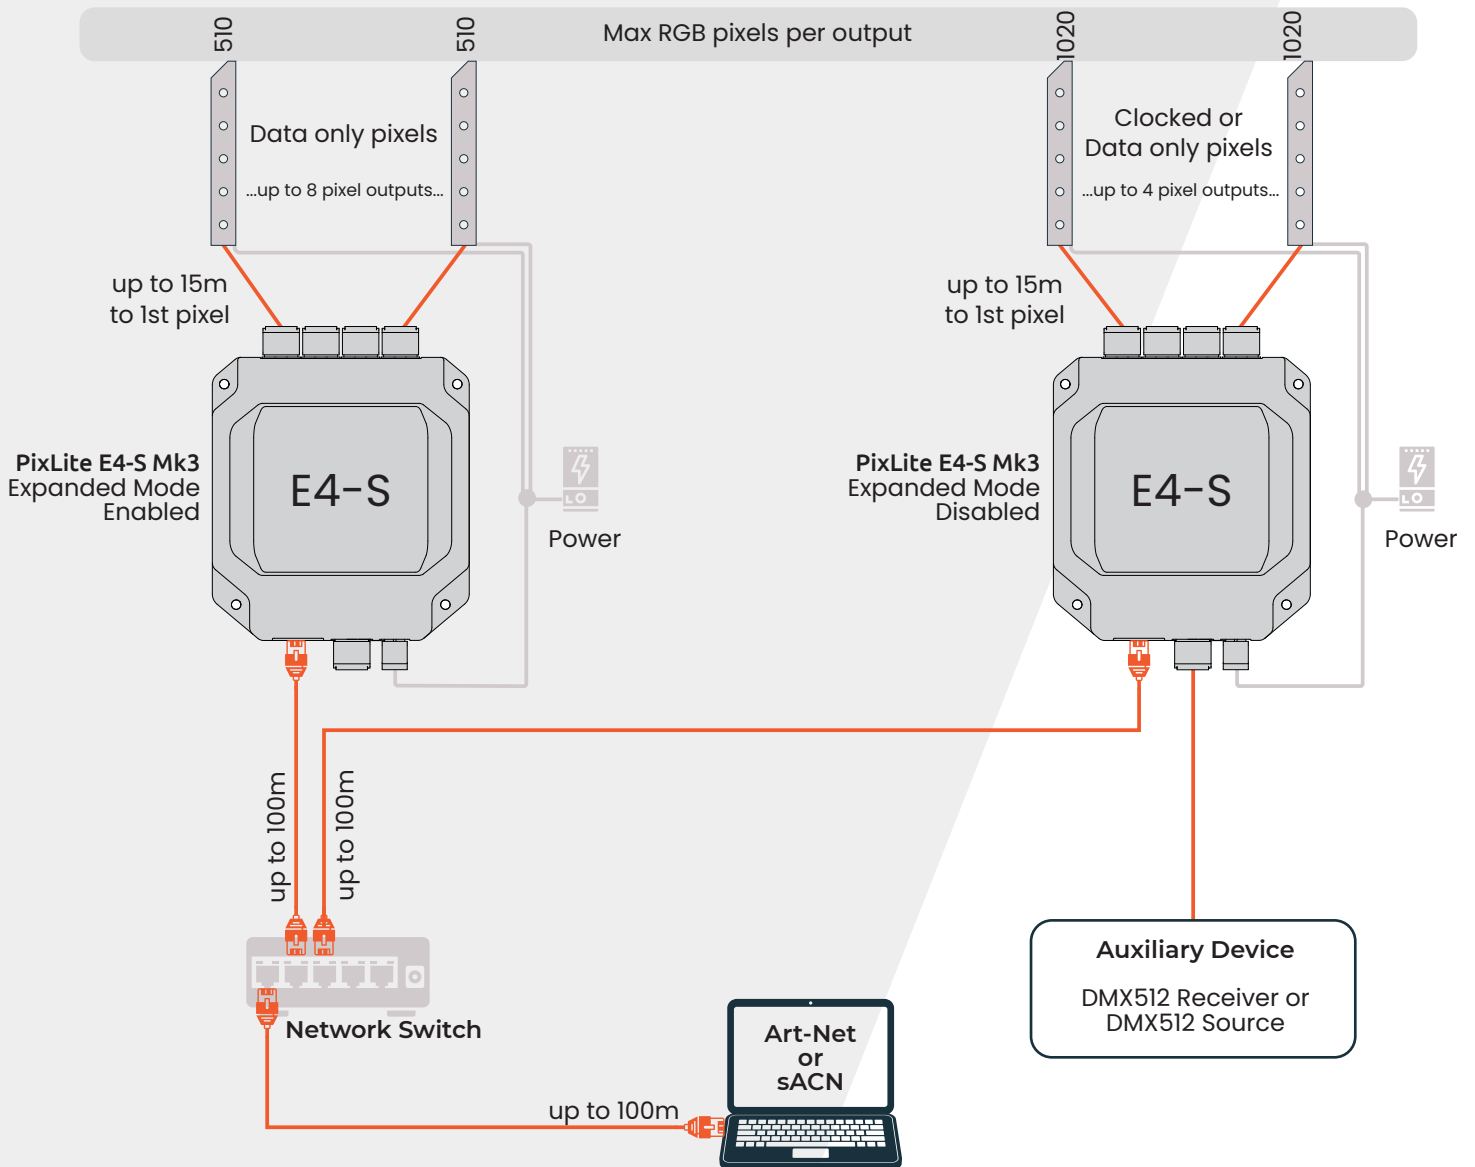 Max RGB pixels per output
510
510
1020
1020
Data only pixels
...up to 8 pixel outputs...
Clocked or
Data only pixels
...up to 4 pixel outputs...
up to 15m
to 1st pixel
up to 15m
to 1st pixel
PixLite E4-S Mk3
Expanded Mode
Enabled
E4-S
LO
Power
PixLite E4-S Mk3
Expanded Mode
Disabled
E4-S
LO
Power
up to 100m
up to 100m
Network Switch
up to 100m
Art-Net
or
sACN
Auxiliary Device
DMX512 Receiver or
DMX512 Source